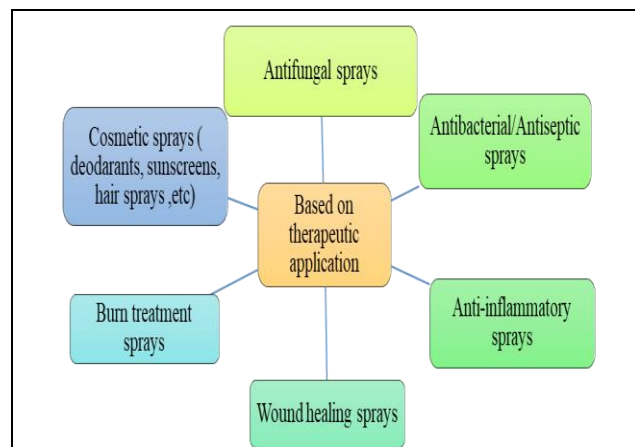 Antifungal sprays
Cosmetic sprays (
deodarants, sunscreens,
hair sprays ,etc)
Antibacterial/Antiseptic
sprays
Based on
therapeutic
application
Burn treatment
sprays
Anti-inflammatory
sprays
Wound healing sprays